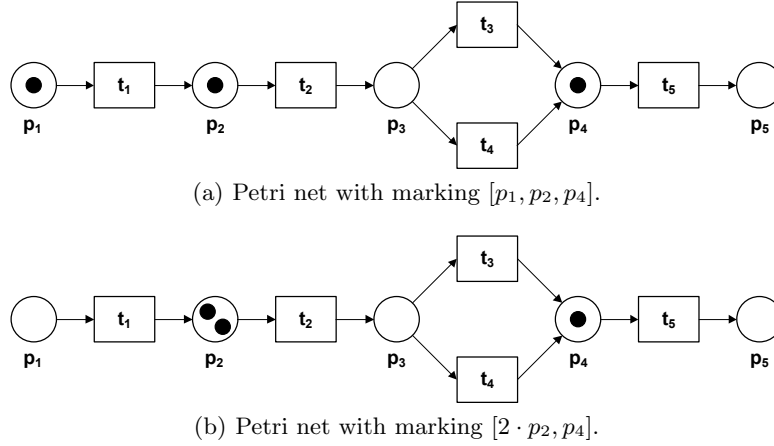 t₃
t₁ t₂ t₅
p₁ p₂ p₃ p₄ p₅
t₄
(a) Petri net with marking [p₁, p₂, p₄].
t₃
t₁ t₂ t₅
p₁ p₂ p₃ p₄ p₅
t₄
(b) Petri net with marking [2 · p₂, p₄].